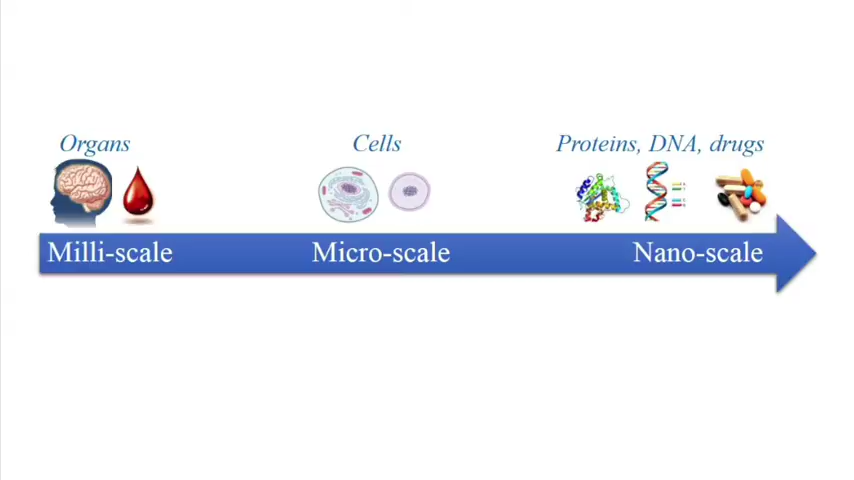 Organs
Cells
Proteins, DNA, drugs
Milli-scale
Micro-scale
Nano-scale